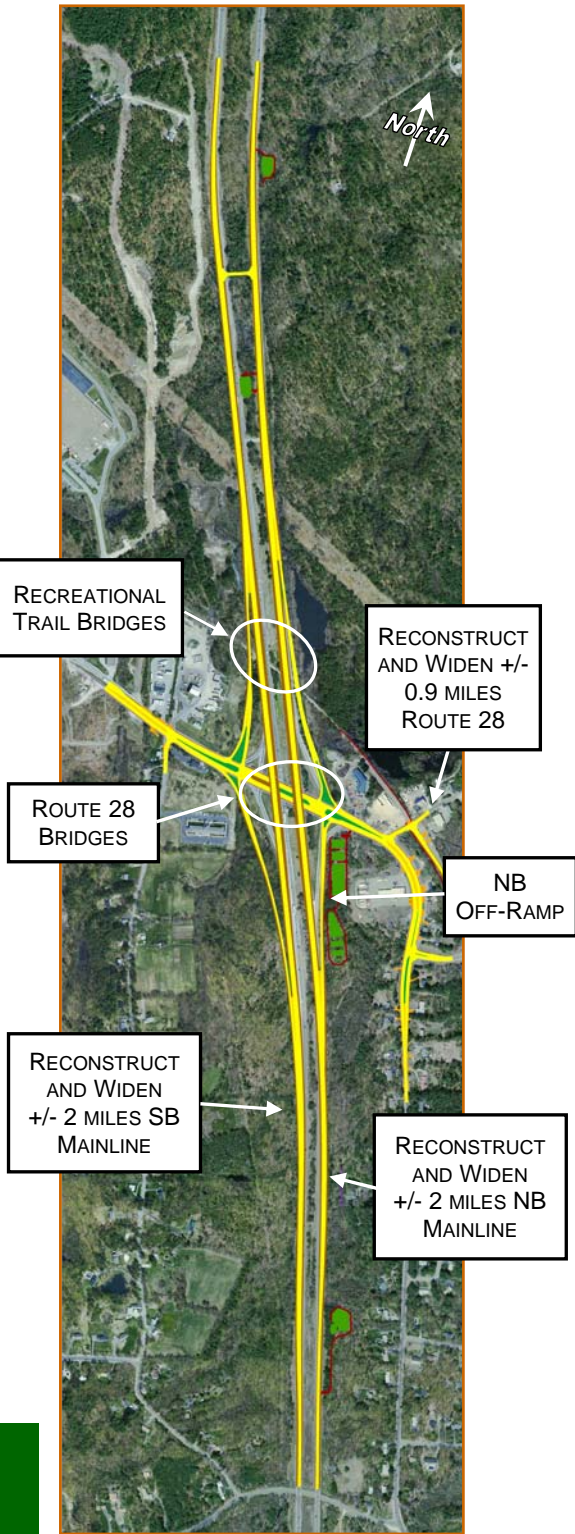 North
RECREATIONAL
TRAIL BRIDGES
RECONSTRUCT
AND WIDEN +/-
0.9 MILES
ROUTE 28
ROUTE 28
BRIDGES
NB
OFF-RAMP
RECONSTRUCT
AND WIDEN
+/- 2 MILES SB
MAINLINE
RECONSTRUCT
AND WIDEN
+/- 2 MILES NB
MAINLINE